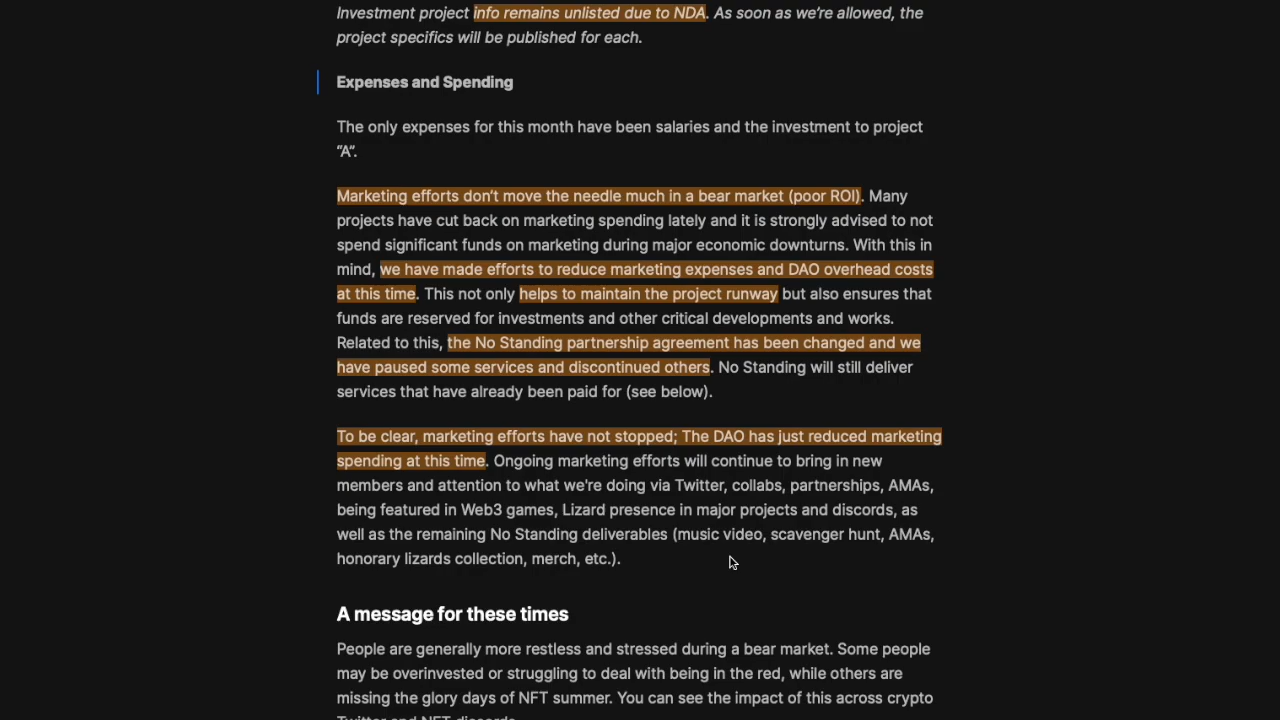 Investment project info remains unlisted due to NDA. As soon as we’re allowed, the
project specifics will be published for each.
Expenses and Spending
The only expenses for this month have been salaries and the investment to project
“A”.
Marketing efforts don’t move the needle much in a bear market (poor ROI). Many
projects have cut back on marketing spending lately and it is strongly advised to not
spend significant funds on marketing during major economic downturns. With this in
mind, we have made efforts to reduce marketing expenses and DAO overhead costs
at this time. This not only helps to maintain the project runway but also ensures that
funds are reserved for investments and other critical developments and works.
Related to this, the No Standing partnership agreement has been changed and we
have paused some services and discontinued others. No Standing will still deliver
services that have already been paid for (see below).
To be clear, marketing efforts have not stopped; The DAO has just reduced marketing
spending at this time. Ongoing marketing efforts will continue to bring in new
members and attention to what we're doing via Twitter, collabs, partnerships, AMAs,
being featured in Web3 games, Lizard presence in major projects and discords, as
well as the remaining No Standing deliverables (music video, scavenger hunt, AMAs,
honorary lizards collection, merch, etc.).
A message for these times
People are generally more restless and stressed during a bear market. Some people
may be overinvested or struggling to deal with being in the red, while others are
missing the glory days of NFT summer. You can see the impact of this across crypto
Twitter and NFT discords.